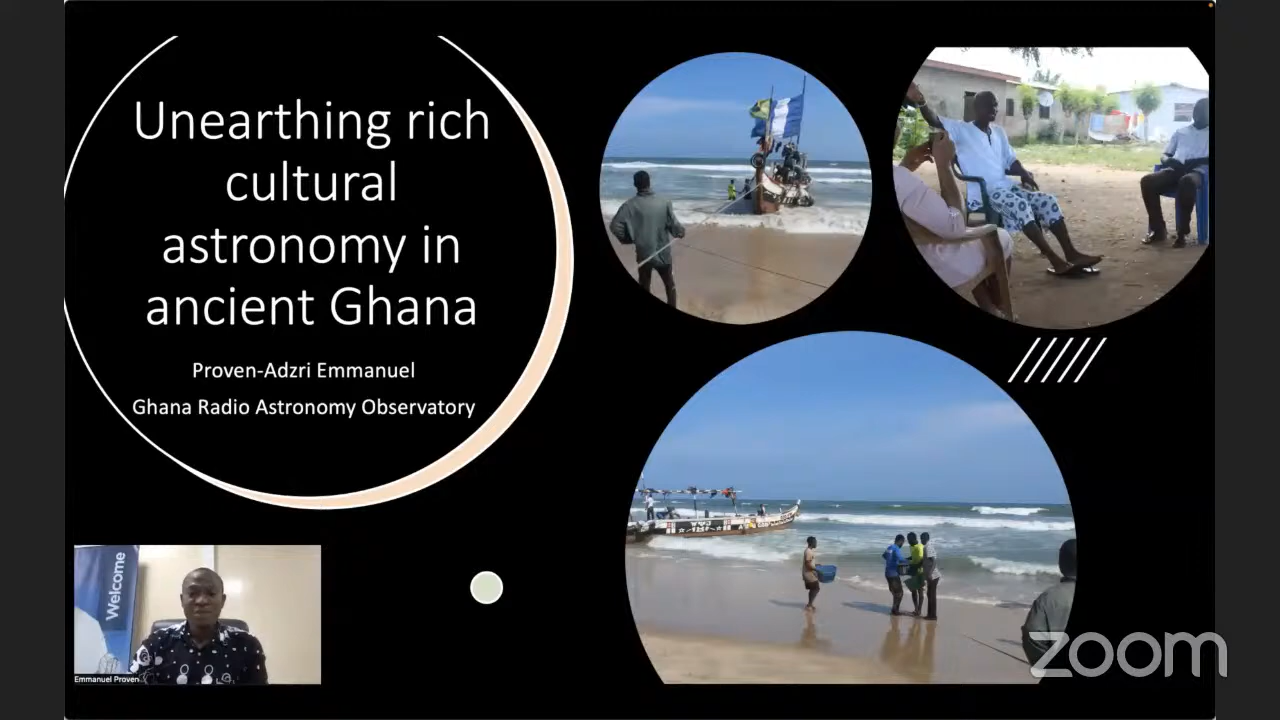 Unearthing rich
cultural
astronomy in
ancient Ghana
Proven-Adzri Emmanuel
Ghana Radio Astronomy Observatory
Welcome
Emmanuel Proven
zoom